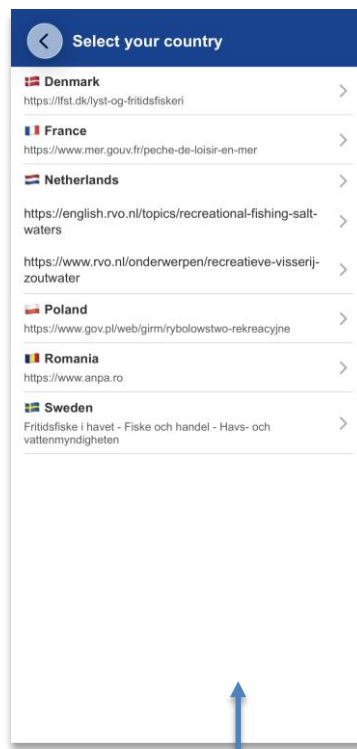 Select your country
Denmark
https://lfst.dk/lyst-og-fritidsfiskeri
France
https://www.mer.gouv.fr/peche-de-loisir-en-mer
Netherlands
https://english.rvo.nl/topics/recreational-fishing-salt-
waters
https://www.rvo.nl/onderwerpen/recreatieve-visserij-
zoutwater
Poland
https://www.gov.pl/web/girm/rybolowstwo-rekreacyjne
Romania
https://www.anpa.ro
Sweden
Fritidsfiske i havet - Fiske och handel - Havs- och
vattenmyndigheten